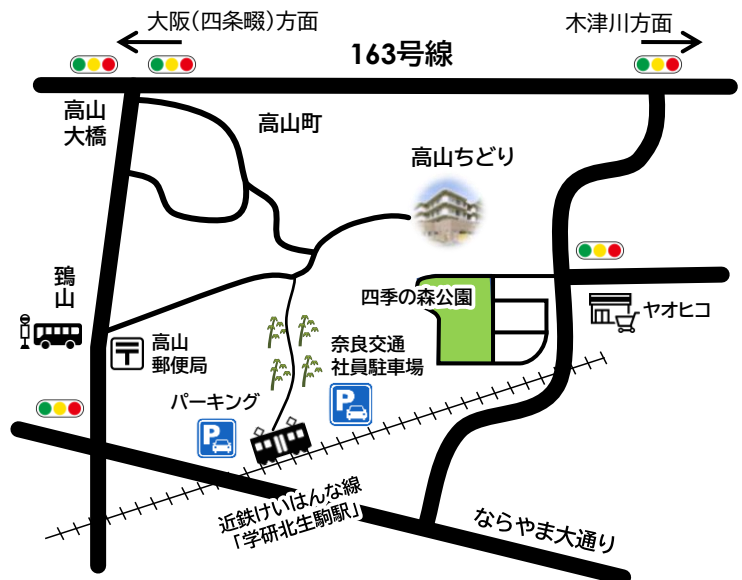 大阪（四条畷）方面
木津川方面
163号線
高山
大橋
高山町
高山ちどり
鵄山
四季の森公園
ヤオヒコ
高山
郵便局
奈良交通
社員駐車場
パーキング
P
P
近鉄けいはんな線
「学研北生駒駅」
ならやま大通り